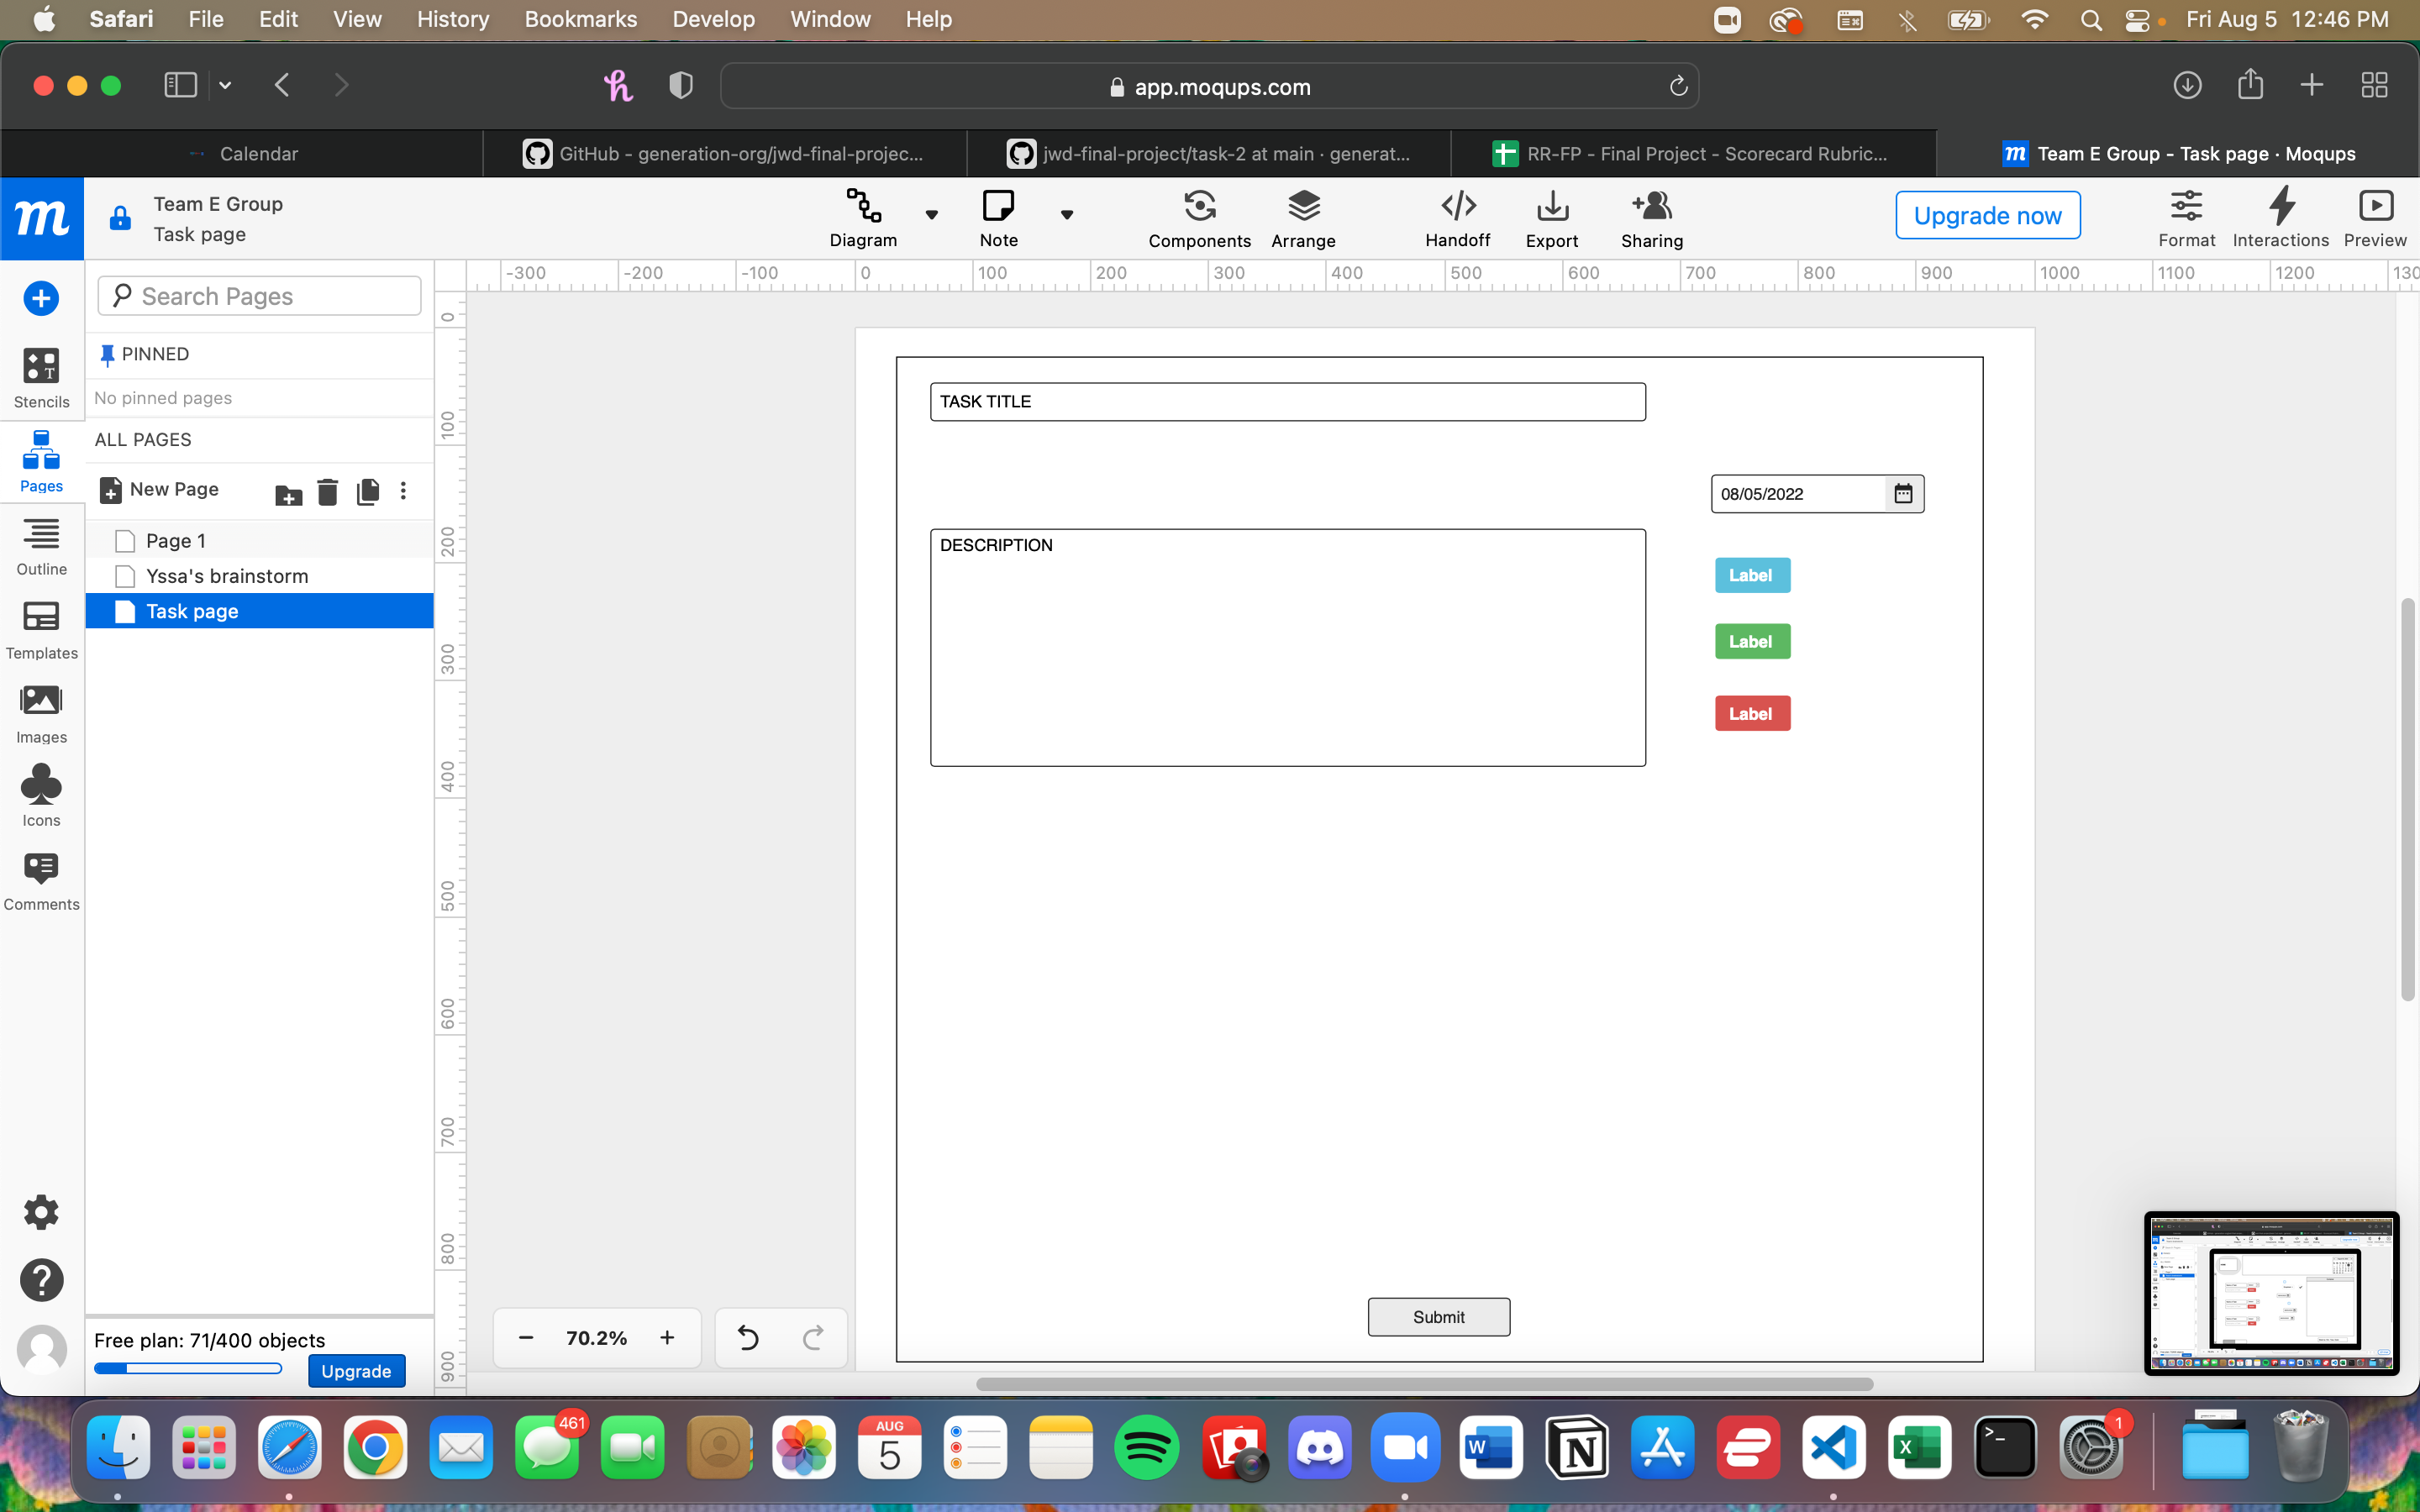 Safari File Edit View History Bookmarks Develop Window Help Fri Aug 5 12:46 PM
app.moqups.com
Calendar
GitHub - generation-org/jwd-final-projec...
jwd-final-project/task-2 at main · generat...
RR-FP - Final Project - Scorecard Rubric...
Team E Group - Task page · Moqups
m
Team E Group
Task page
Diagram
Note
Components
Arrange
Handoff
Export
Sharing
Upgrade now
Format
Interactions
Preview
-300 -200 -100 0 100 200 300 400 500 600 700 800 900 1000 1100 1200 130
0
100
200
300
400
500
600
700
800
900
Stencils
Pages
Outline
Templates
Images
Icons
Comments
Search Pages
PINNED
No pinned pages
ALL PAGES
New Page
Page 1
Yssa's brainstorm
Task page
Free plan: 71/400 objects
Upgrade
TASK TITLE
08/05/2022
DESCRIPTION
Label
Label
Label
Submit
70.2%
461
AUG
5
W
N
X
>_
1